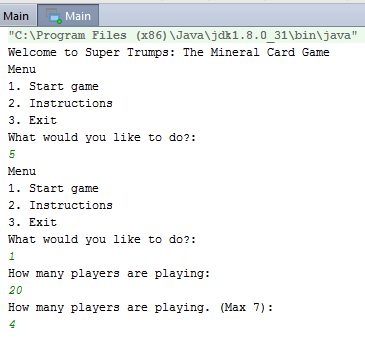 Main Main
"C:\Program Files (x86)\Java\jdk1.8.0_31\bin\java"
Welcome to Super Trumps: The Mineral Card Game
Menu
1. Start game
2. Instructions
3. Exit
What would you like to do?:
5
Menu
1. Start game
2. Instructions
3. Exit
What would you like to do?:
1
How many players are playing:
20
How many players are playing. (Max 7):
4